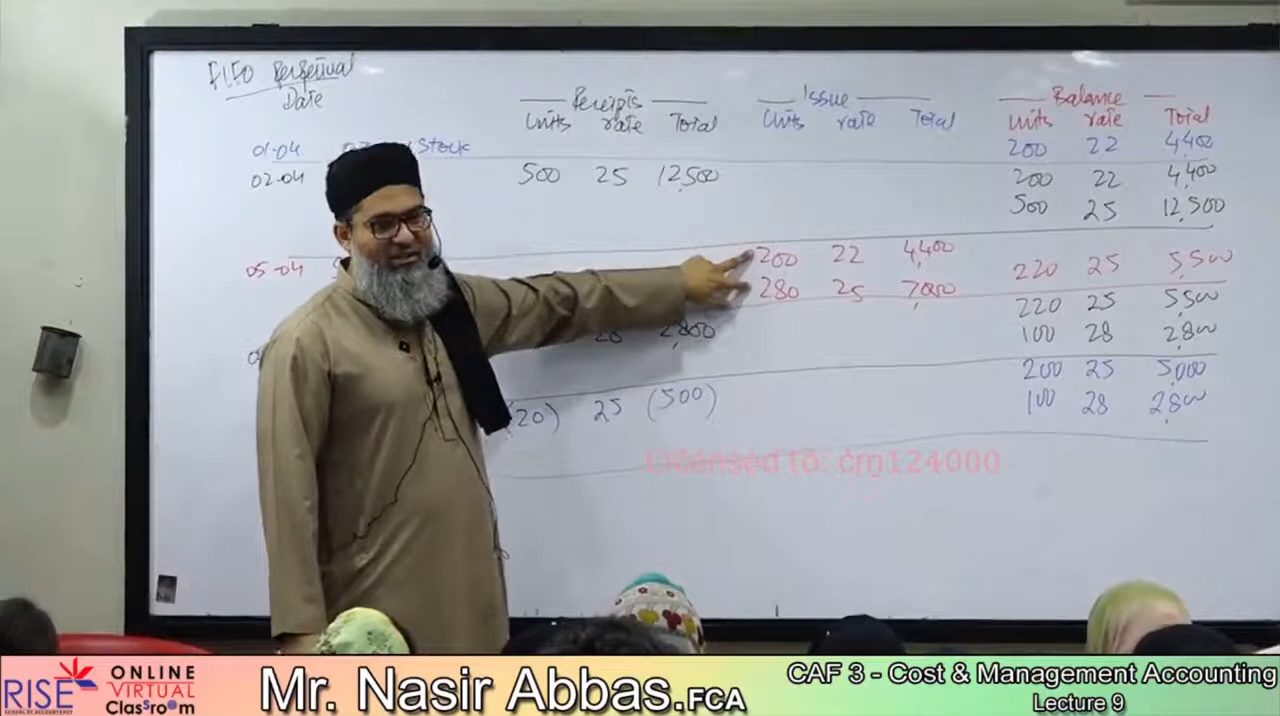 FIFO Perpetual
Date
Receipts Issue Balance
Units rate Total Units rate Total Units rate Total
01-04 Stock 200 22 4,400
02-04 500 25 12,500 200 22 4,400
500 25 12,500
05-04 200 22 4,400 220 25 5,500
280 25 7,000
220 25 5,500
28 2,800 100 28 2,800
200 25 5,000
(20) 25 (500) 100 28 2,800
Licensed to: crn124000
RISE
SCHOOL OF ACCOUNTANCY
ONLINE
VIRTUAL
ClasSroom
Mr. Nasir Abbas.FCA
CAF 3 - Cost & Management Accounting
Lecture 9